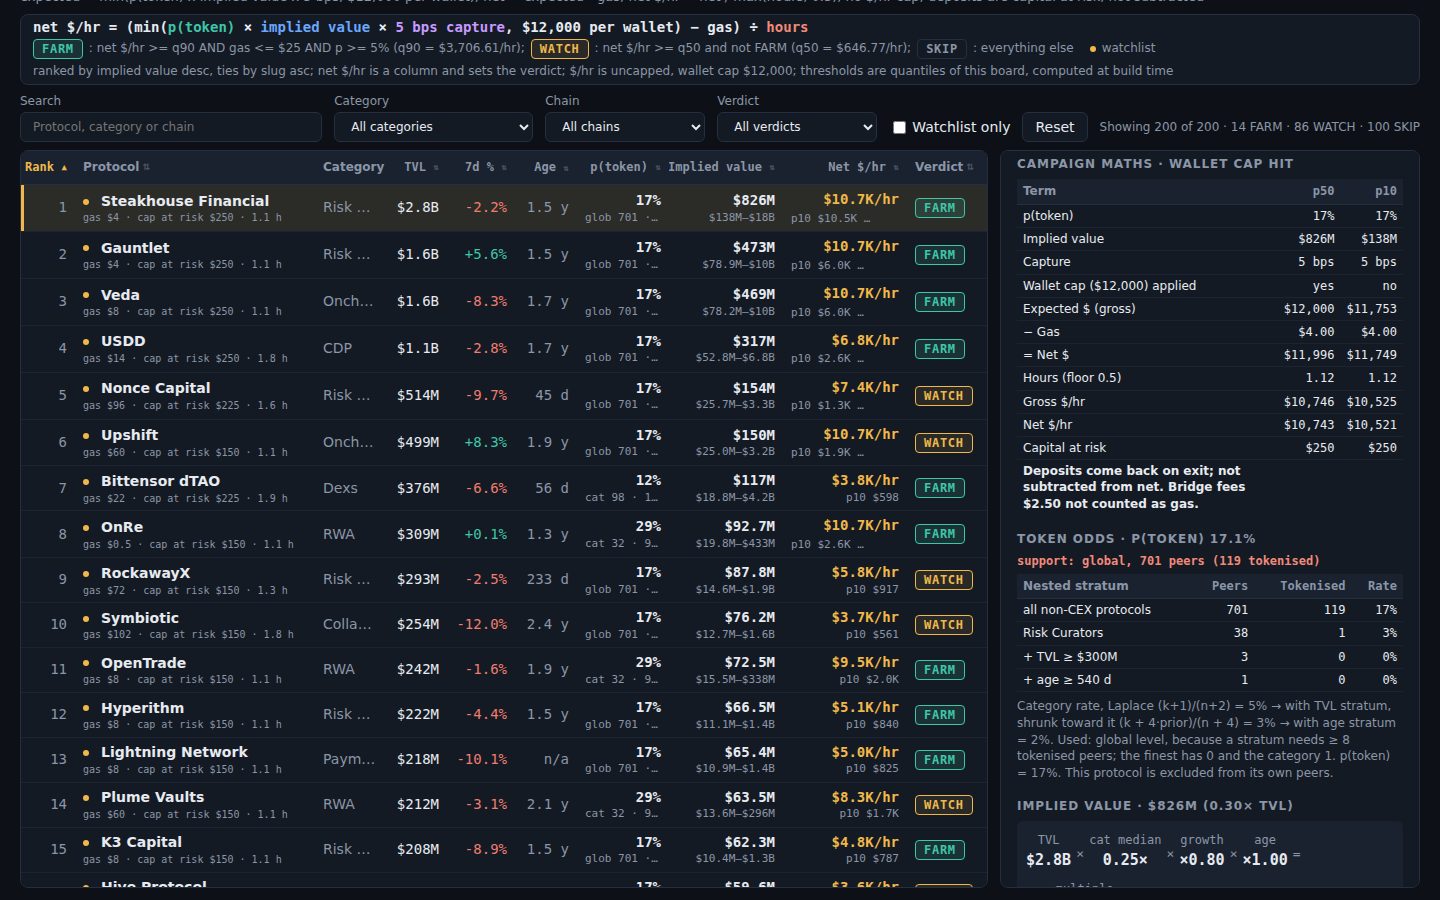 net $/hr = (min(p(token) × implied value × 5 bps capture, $12,000 per wallet) − gas) ÷ hours
FARM : net $/hr >= q90 AND gas <= $25 AND p >= 5% (q90 = $3,706.61/hr); WATCH : net $/hr >= q50 and not FARM (q50 = $646.77/hr); SKIP : everything else ● watchlist
ranked by implied value desc, ties by slug asc; net $/hr is a column and sets the verdict; $/hr is uncapped, wallet cap $12,000; thresholds are quantiles of this board, computed at build time
Search Category Chain Verdict
Protocol, category or chain All categories All chains All verdicts Watchlist only Reset Showing 200 of 200 · 14 FARM · 86 WATCH · 100 SKIP
Rank ▲ Protocol ⇅ Category TVL ⇅ 7d % ⇅ Age ⇅ p(token) ⇅ Implied value ⇅ Net $/hr ⇅ Verdict ⇅
1 Steakhouse Financial Risk … $2.8B -2.2% 1.5 y 17% $826M $10.7K/hr FARM
gas $4 · cap at risk $250 · 1.1 h glob 701 ·… $138M–$18B p10 $10.5K …
2 Gauntlet Risk … $1.6B +5.6% 1.5 y 17% $473M $10.7K/hr FARM
gas $4 · cap at risk $250 · 1.1 h glob 701 ·… $78.9M–$10B p10 $6.0K …
3 Veda Onch… $1.6B -8.3% 1.7 y 17% $469M $10.7K/hr FARM
gas $8 · cap at risk $250 · 1.1 h glob 701 ·… $78.2M–$10B p10 $6.0K …
4 USDD CDP $1.1B -2.8% 1.7 y 17% $317M $6.8K/hr FARM
gas $14 · cap at risk $250 · 1.8 h glob 701 ·… $52.8M–$6.8B p10 $2.6K …
5 Nonce Capital Risk … $514M -9.7% 45 d 17% $154M $7.4K/hr WATCH
gas $96 · cap at risk $225 · 1.6 h glob 701 ·… $25.7M–$3.3B p10 $1.3K …
6 Upshift Onch… $499M +8.3% 1.9 y 17% $150M $10.7K/hr WATCH
gas $60 · cap at risk $150 · 1.1 h glob 701 ·… $25.0M–$3.2B p10 $1.9K …
7 Bittensor dTAO Dexs $376M -6.6% 56 d 12% $117M $3.8K/hr FARM
gas $22 · cap at risk $225 · 1.9 h cat 98 · 1… $18.8M–$4.2B p10 $598
8 OnRe RWA $309M +0.1% 1.3 y 29% $92.7M $10.7K/hr FARM
gas $0.5 · cap at risk $150 · 1.1 h cat 32 · 9… $19.8M–$433M p10 $2.6K …
9 RockawayX Risk … $293M -2.5% 233 d 17% $87.8M $5.8K/hr WATCH
gas $72 · cap at risk $150 · 1.3 h glob 701 ·… $14.6M–$1.9B p10 $917
10 Symbiotic Colla… $254M -12.0% 2.4 y 17% $76.2M $3.7K/hr WATCH
gas $102 · cap at risk $150 · 1.8 h glob 701 ·… $12.7M–$1.6B p10 $561
11 OpenTrade RWA $242M -1.6% 1.9 y 29% $72.5M $9.5K/hr FARM
gas $8 · cap at risk $150 · 1.1 h cat 32 · 9… $15.5M–$338M p10 $2.0K
12 Hyperithm Risk … $222M -4.4% 1.5 y 17% $66.5M $5.1K/hr FARM
gas $8 · cap at risk $150 · 1.1 h glob 701 ·… $11.1M–$1.4B p10 $840
13 Lightning Network Paym… $218M -10.1% n/a 17% $65.4M $5.0K/hr FARM
gas $8 · cap at risk $150 · 1.1 h glob 701 ·… $10.9M–$1.4B p10 $825
14 Plume Vaults RWA $212M -3.1% 2.1 y 29% $63.5M $8.3K/hr WATCH
gas $60 · cap at risk $150 · 1.1 h cat 32 · 9… $13.6M–$296M p10 $1.7K
15 K3 Capital Risk … $208M -8.9% 1.5 y 17% $62.3M $4.8K/hr FARM
gas $8 · cap at risk $150 · 1.1 h glob 701 ·… $10.4M–$1.3B p10 $787
Hive Protocol 17% $59.6M $3.6K/hr
CAMPAIGN MATHS · WALLET CAP HIT
Term p50 p10
p(token) 17% 17%
Implied value $826M $138M
Capture 5 bps 5 bps
Wallet cap ($12,000) applied yes no
Expected $ (gross) $12,000 $11,753
− Gas $4.00 $4.00
= Net $ $11,996 $11,749
Hours (floor 0.5) 1.12 1.12
Gross $/hr $10,746 $10,525
Net $/hr $10,743 $10,521
Capital at risk $250 $250
Deposits come back on exit; not
subtracted from net. Bridge fees
$2.50 not counted as gas.
TOKEN ODDS · P(TOKEN) 17.1%
support: global, 701 peers (119 tokenised)
Nested stratum Peers Tokenised Rate
all non-CEX protocols 701 119 17%
Risk Curators 38 1 3%
+ TVL ≥ $300M 3 0 0%
+ age ≥ 540 d 1 0 0%
Category rate, Laplace (k+1)/(n+2) = 5% → with TVL stratum,
shrunk toward it (k + 4·prior)/(n + 4) = 3% → with age stratum
= 2%. Used: global level, because a stratum needs ≥ 8
tokenised peers; the finest has 0 and the category 1. p(token)
= 17%. This protocol is excluded from its own peers.
IMPLIED VALUE · $826M (0.30× TVL)
TVL cat median growth age
$2.8B × 0.25× × ×0.80 × ×1.00 =